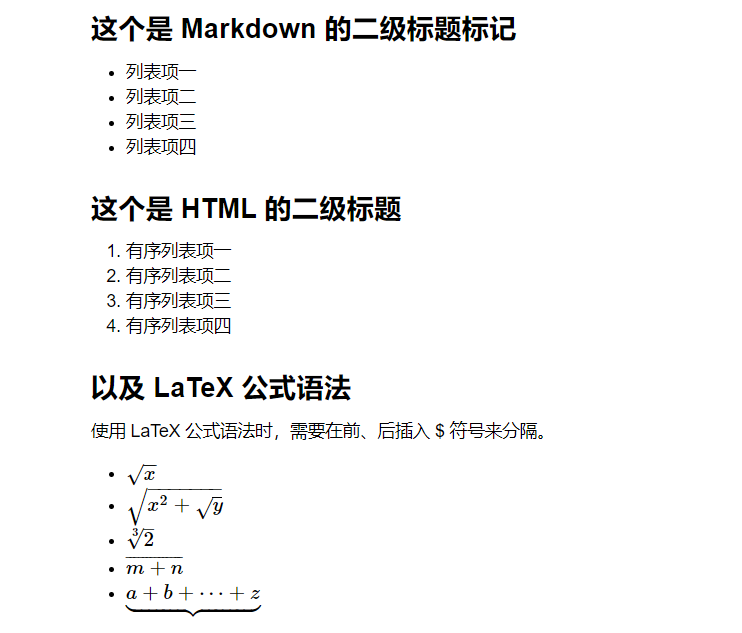 这个是 Markdown 的二级标题标记
• 列表项一
• 列表项二
• 列表项三
• 列表项四
这个是 HTML 的二级标题
1. 有序列表项一
2. 有序列表项二
3. 有序列表项三
4. 有序列表项四
以及 LaTeX 公式语法
使用 LaTeX 公式语法时，需要在前、后插入 $ 符号来分隔。
• $\sqrt{x}$
• $\sqrt{x^2+\sqrt{y}}$
• $\sqrt[3]{2}$
• $\overline{m+n}$
• $\underbrace{a+b+\cdots+z}$